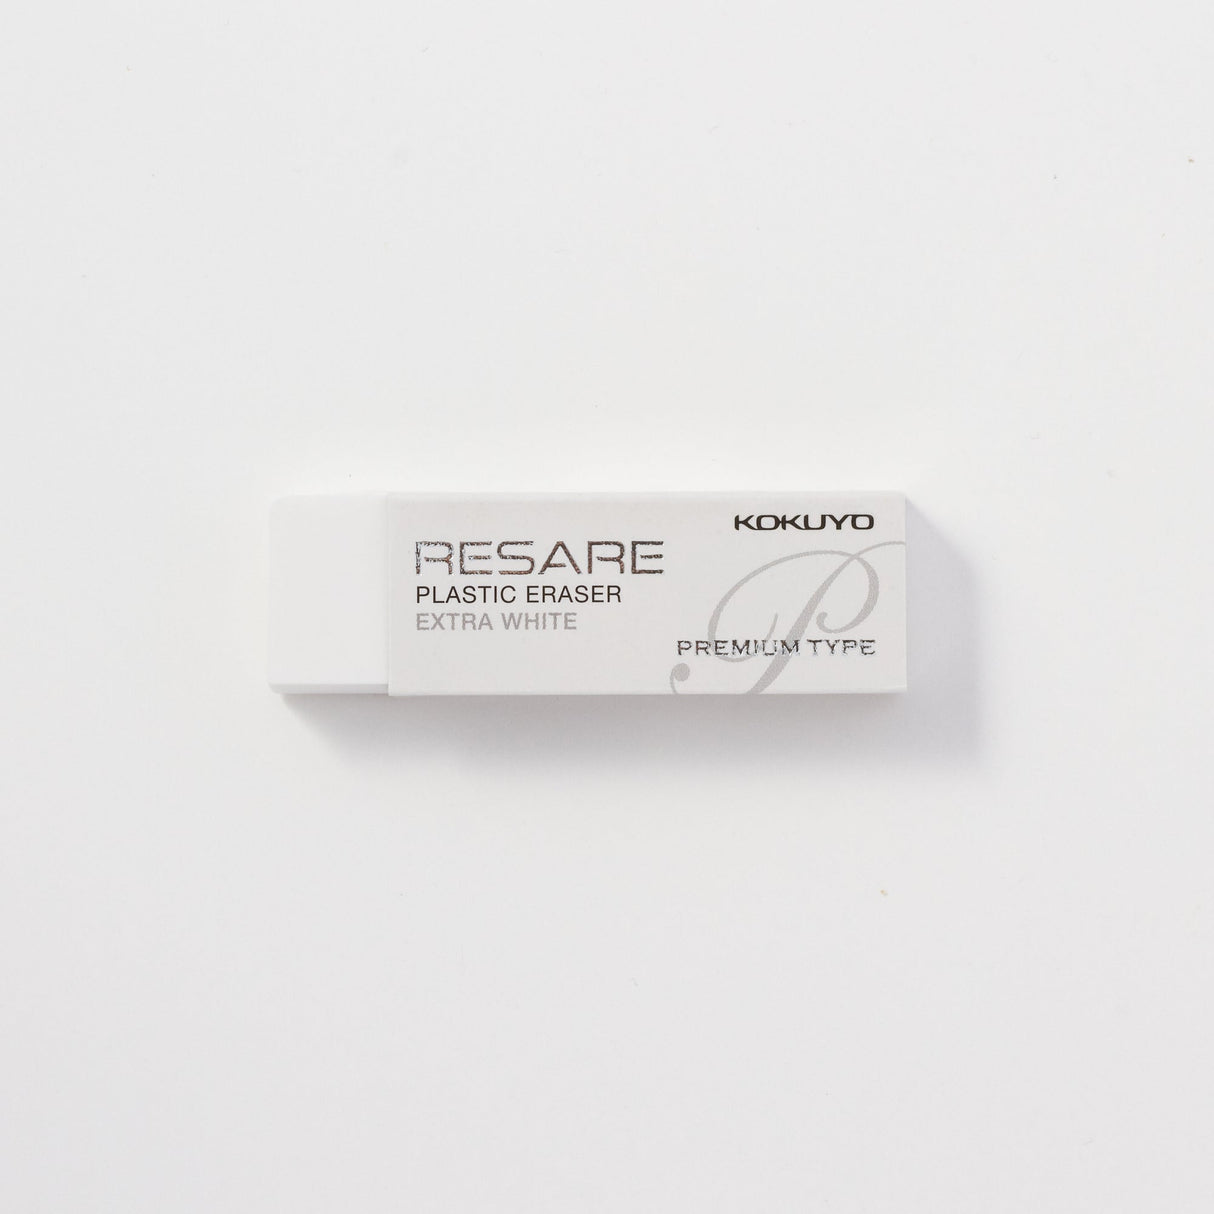 KOKUYO
RESARE
PLASTIC ERASER
EXTRA WHITE
P
PREMIUM TYPE